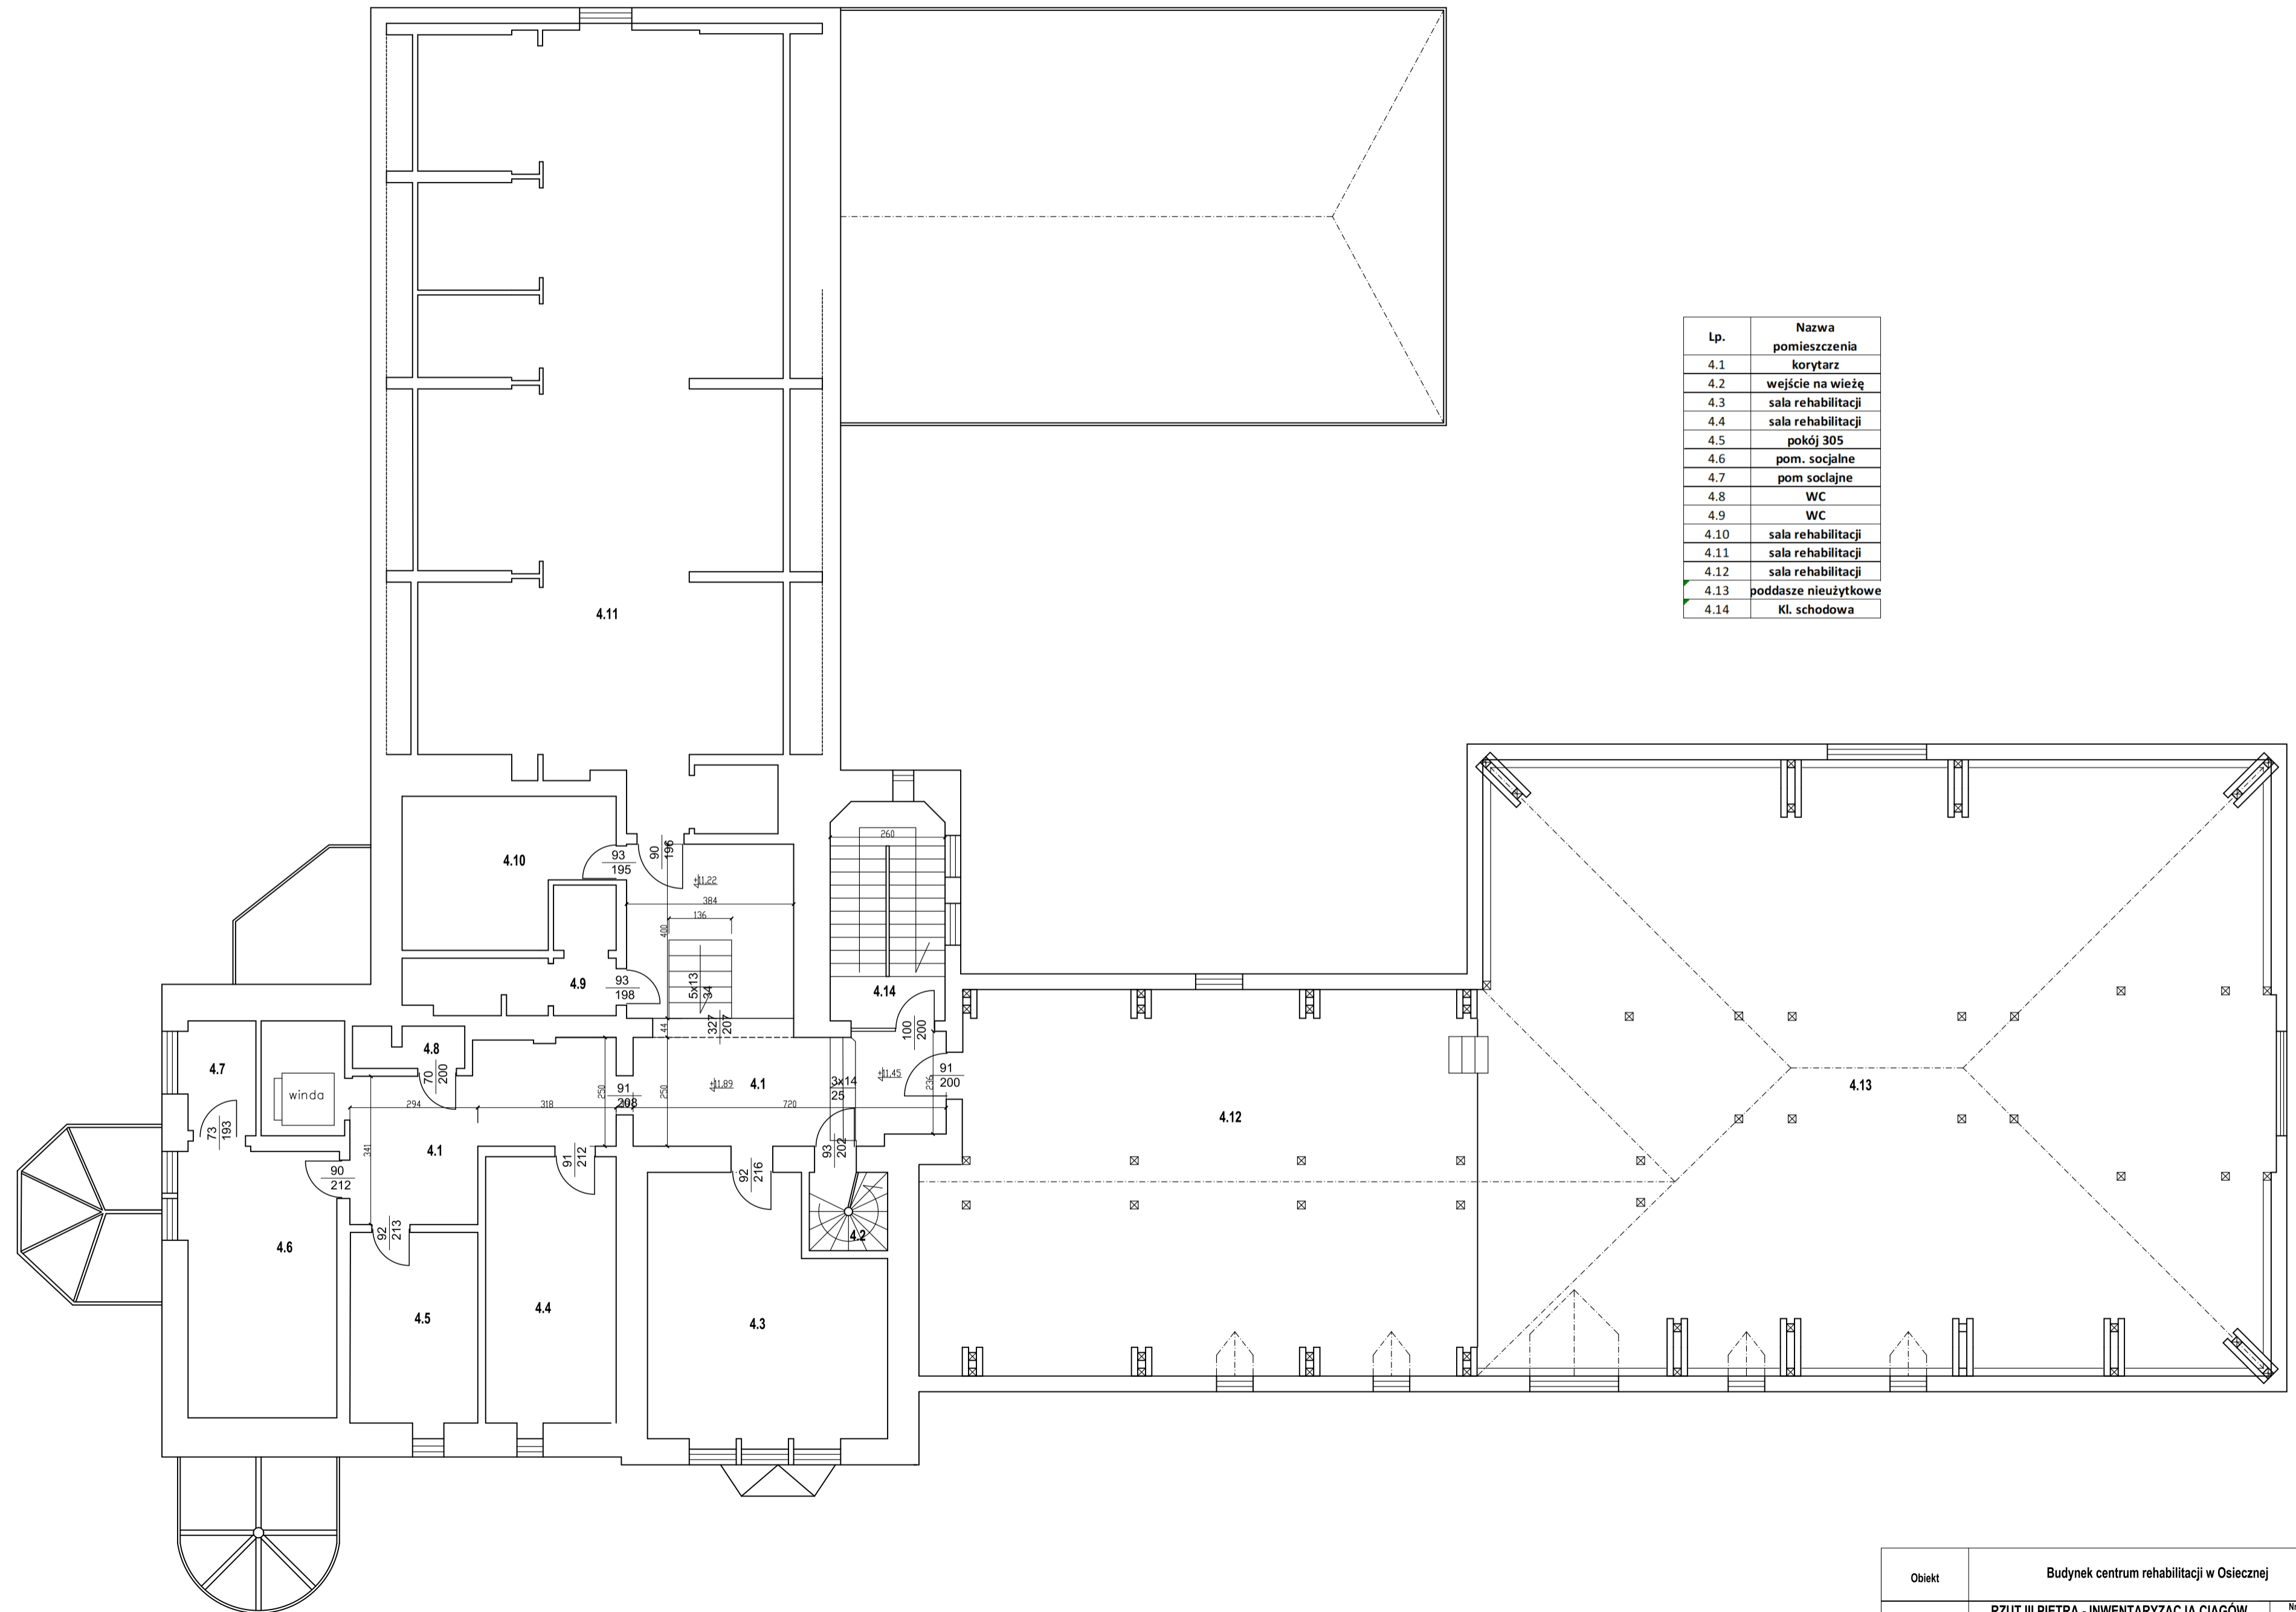 Lp. Nazwa pomieszczenia
4.1 korytarz
4.2 wejście na wieżę
4.3 sala rehabilitacji
4.4 sala rehabilitacji
4.5 pokój 305
4.6 pom. socjalne
4.7 pom soclajne
4.8 WC
4.9 WC
4.10 sala rehabilitacji
4.11 sala rehabilitacji
4.12 sala rehabilitacji
4.13 poddasze nieużytkowe
4.14 Kl. schodowa
4.11
4.10
93
195
90
196
+11.22
384
136
400
260
5x13
34
4.9
93
198
4.14
44
327
207
100
200
4.8
70
200
4.7
winda
73
193
294
318
250
91
208
250
+11.89
4.1
720
3x14
25
+11.45
236
91
200
4.12
4.13
341
4.1
90
212
91
212
92
216
93
202
92
213
4.2
4.6
4.5
4.4
4.3
Obiekt
Budynek centrum rehabilitacji w Osiecznej
RZUT III PIĘTRA - INWENTARYZACJA CIĄGÓW